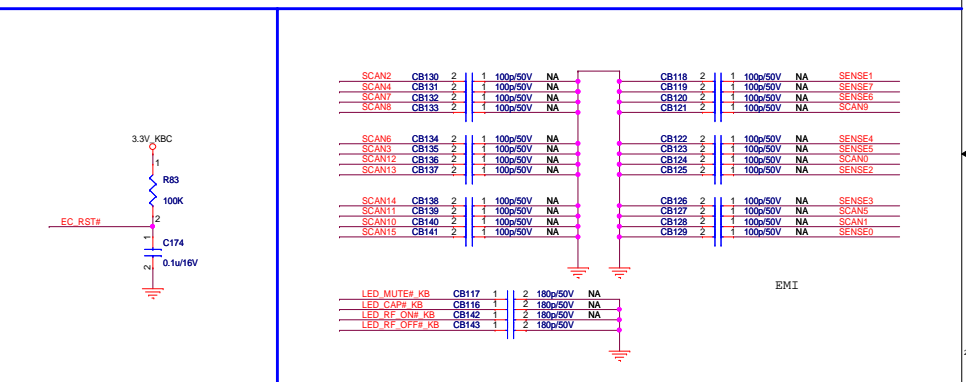 3.3V_KBC
1
R83
100K
2
EC_RST#
1
C174
2
0.1u/16V
SCAN2 CB130 2 1 100p/50V NA
SCAN4 CB131 2 1 100p/50V NA
SCAN7 CB132 2 1 100p/50V NA
SCAN8 CB133 2 1 100p/50V NA
CB118 2 1 100p/50V NA SENSE1
CB119 2 1 100p/50V NA SENSE7
CB120 2 1 100p/50V NA SENSE6
CB121 2 1 100p/50V NA SCAN9
SCAN6 CB134 2 1 100p/50V NA
SCAN3 CB135 2 1 100p/50V NA
SCAN12 CB136 2 1 100p/50V NA
SCAN13 CB137 2 1 100p/50V NA
CB122 2 1 100p/50V NA SENSE4
CB123 2 1 100p/50V NA SENSE5
CB124 2 1 100p/50V NA SCAN0
CB125 2 1 100p/50V NA SENSE2
SCAN14 CB138 2 1 100p/50V NA
SCAN11 CB139 2 1 100p/50V NA
SCAN10 CB140 2 1 100p/50V NA
SCAN15 CB141 2 1 100p/50V NA
CB126 2 1 100p/50V NA SENSE3
CB127 2 1 100p/50V NA SCAN5
CB128 2 1 100p/50V NA SCAN1
CB129 2 1 100p/50V NA SENSE0
LED_MUTE#_KB CB117 1 2 180p/50V NA
LED_CAP#_KB CB116 1 2 180p/50V NA
LED_RF_ON#_KB CB142 1 2 180p/50V NA
LED_RF_OFF#_KB CB143 1 2 180p/50V
EMI
2